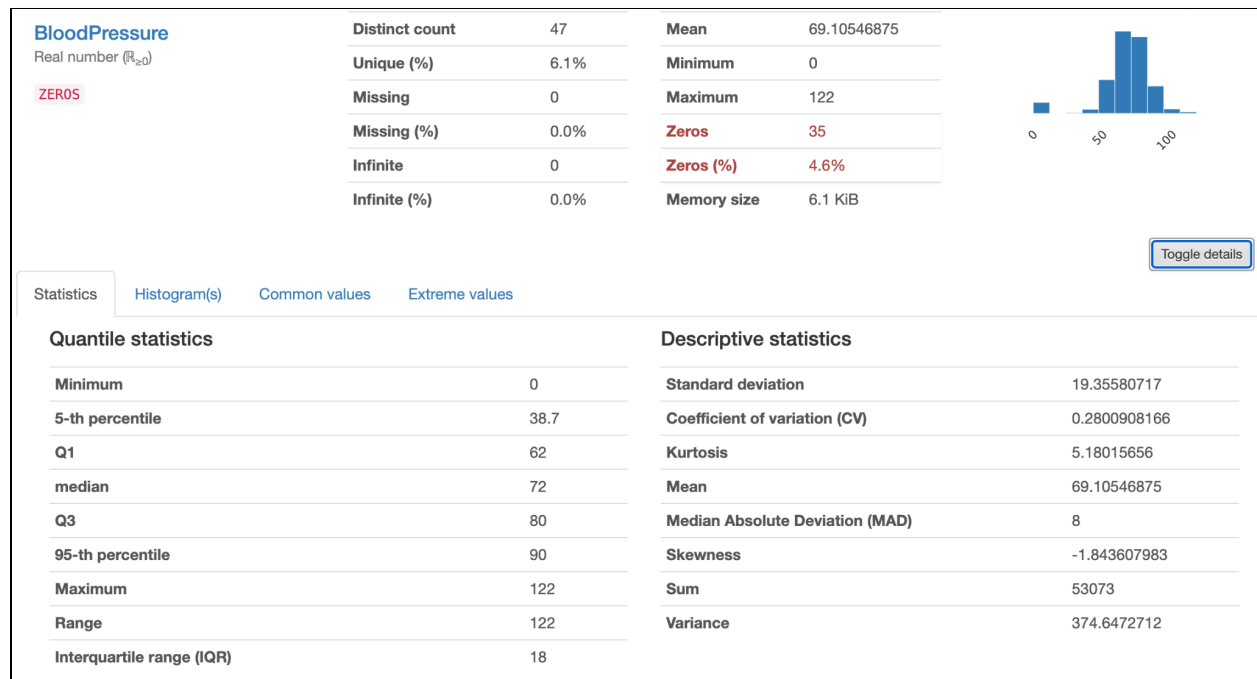 BloodPressure
Real number (ℝ≥0)
ZEROS
Distinct count 47
Unique (%) 6.1%
Missing 0
Missing (%) 0.0%
Infinite 0
Infinite (%) 0.0%
Mean 69.10546875
Minimum 0
Maximum 122
Zeros 35
Zeros (%) 4.6%
Memory size 6.1 KiB
0 50 100
Toggle details
Statistics Histogram(s) Common values Extreme values
Quantile statistics
Minimum 0
5-th percentile 38.7
Q1 62
median 72
Q3 80
95-th percentile 90
Maximum 122
Range 122
Interquartile range (IQR) 18
Descriptive statistics
Standard deviation 19.35580717
Coefficient of variation (CV) 0.2800908166
Kurtosis 5.18015656
Mean 69.10546875
Median Absolute Deviation (MAD) 8
Skewness -1.843607983
Sum 53073
Variance 374.6472712